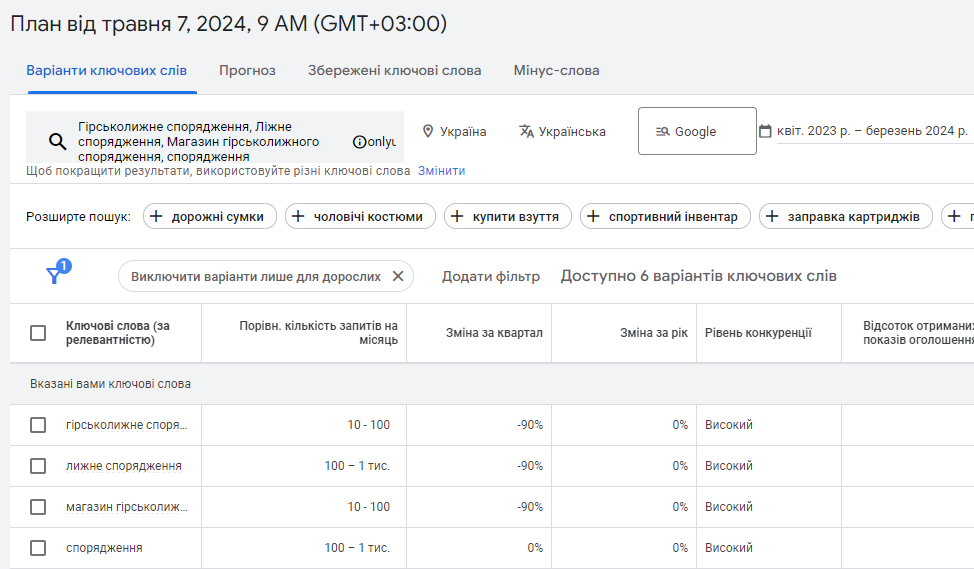 План від травня 7, 2024, 9 AM (GMT+03:00)
Варіанти ключових слів Прогноз Збережені ключові слова Мінус-слова
Гірськолижне спорядження, Ліжне
спорядження, Магазин гірськолижного
спорядження, спорядження
onlyu
Україна Українська Google квіт. 2023 р. – березень 2024 р.
Щоб покращити результати, використовуйте різні ключові слова Змінити
Розширте пошук: дорожні сумки чоловічі костюми купити взуття спортивний інвентар заправка картриджів
1 Виключити варіанти лише для дорослих Додати фільтр Доступно 6 варіантів ключових слів
Ключові слова (за
релевантністю)
Порівн. кількість запитів на
місяць
Зміна за квартал Зміна за рік Рівень конкуренції
Відсоток отриманих
показів оголошення
Вказані вами ключові слова
гірськолижне споря... 10 - 100 -90% 0% Високий
лижне спорядження 100 – 1 тис. -90% 0% Високий
магазин гірськолиж... 10 - 100 -90% 0% Високий
спорядження 100 – 1 тис. 0% 0% Високий